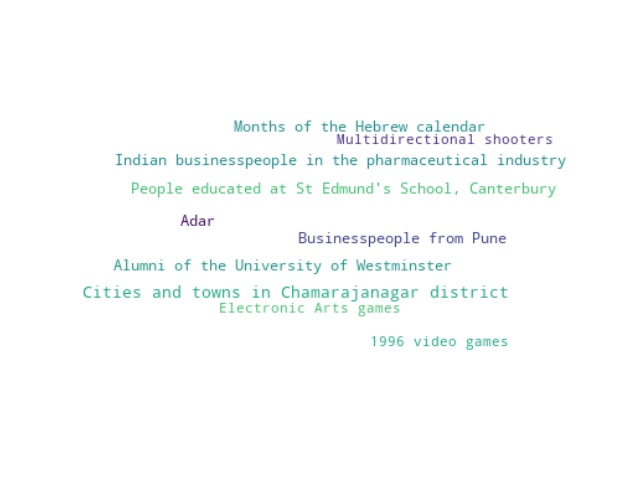 Months of the Hebrew calendar
Multidirectional shooters
Indian businesspeople in the pharmaceutical industry
People educated at St Edmund's School, Canterbury
Adar
Businesspeople from Pune
Alumni of the University of Westminster
Cities and towns in Chamarajanagar district
Electronic Arts games
1996 video games